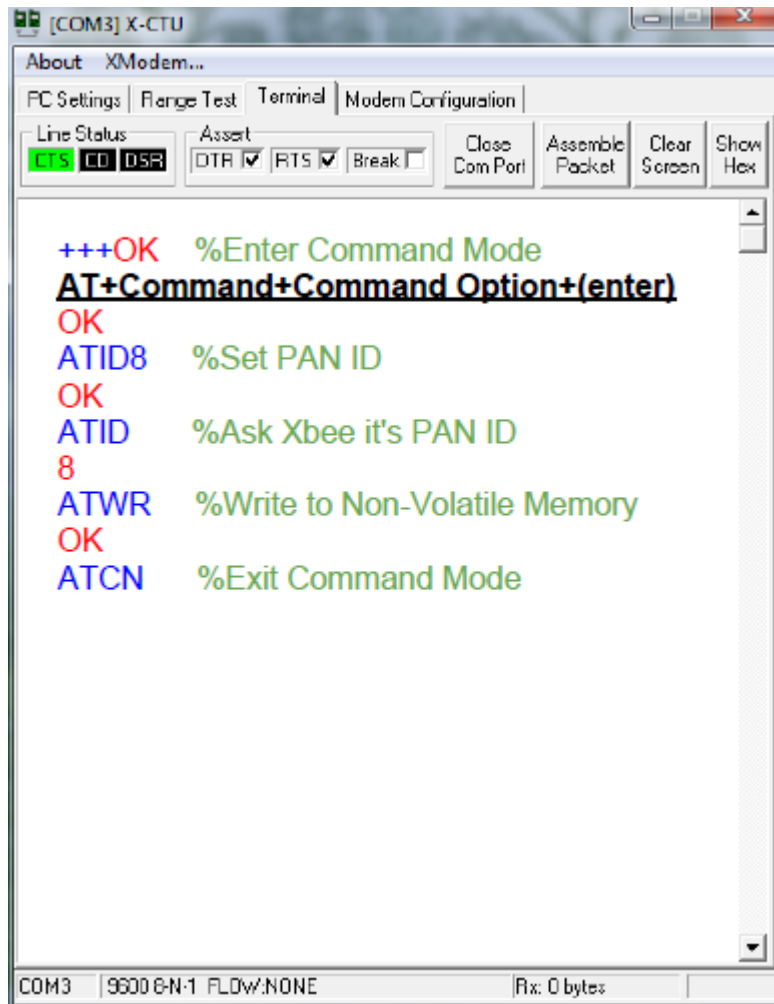 [COM3] X-CTU
About XModem...
PC Settings Range Test Terminal Modem Configuration
Line Status
CTS CD DSR
Assert
DTR RTS Break
Close
Com Port
Assemble
Packet
Clear
Screen
Show
Hex
+++OK %Enter Command Mode
AT+Command+Command Option+(enter)
OK
ATID8 %Set PAN ID
OK
ATID %Ask Xbee it's PAN ID
8
ATWR %Write to Non-Volatile Memory
OK
ATCN %Exit Command Mode
COM3 9600 8-N-1 FLOW:NONE Rx: 0 bytes